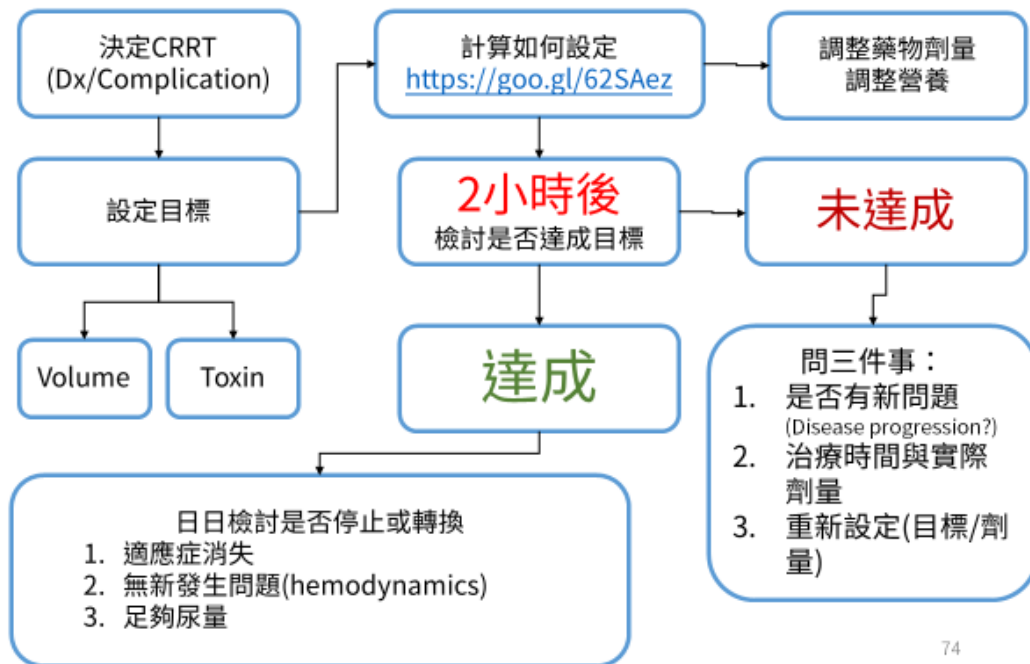 決定CRRT
(Dx/Complication)
計算如何設定
https://goo.gl/62SAez
調整藥物劑量
調整營養
設定目標
2小時後
檢討是否達成目標
未達成
Volume
Toxin
達成
問三件事：
1. 是否有新問題
(Disease progression?)
2. 治療時間與實際
劑量
3. 重新設定(目標/劑
量)
日日檢討是否停止或轉換
1. 適應症消失
2. 無新發生問題(hemodynamics)
3. 足夠尿量
74